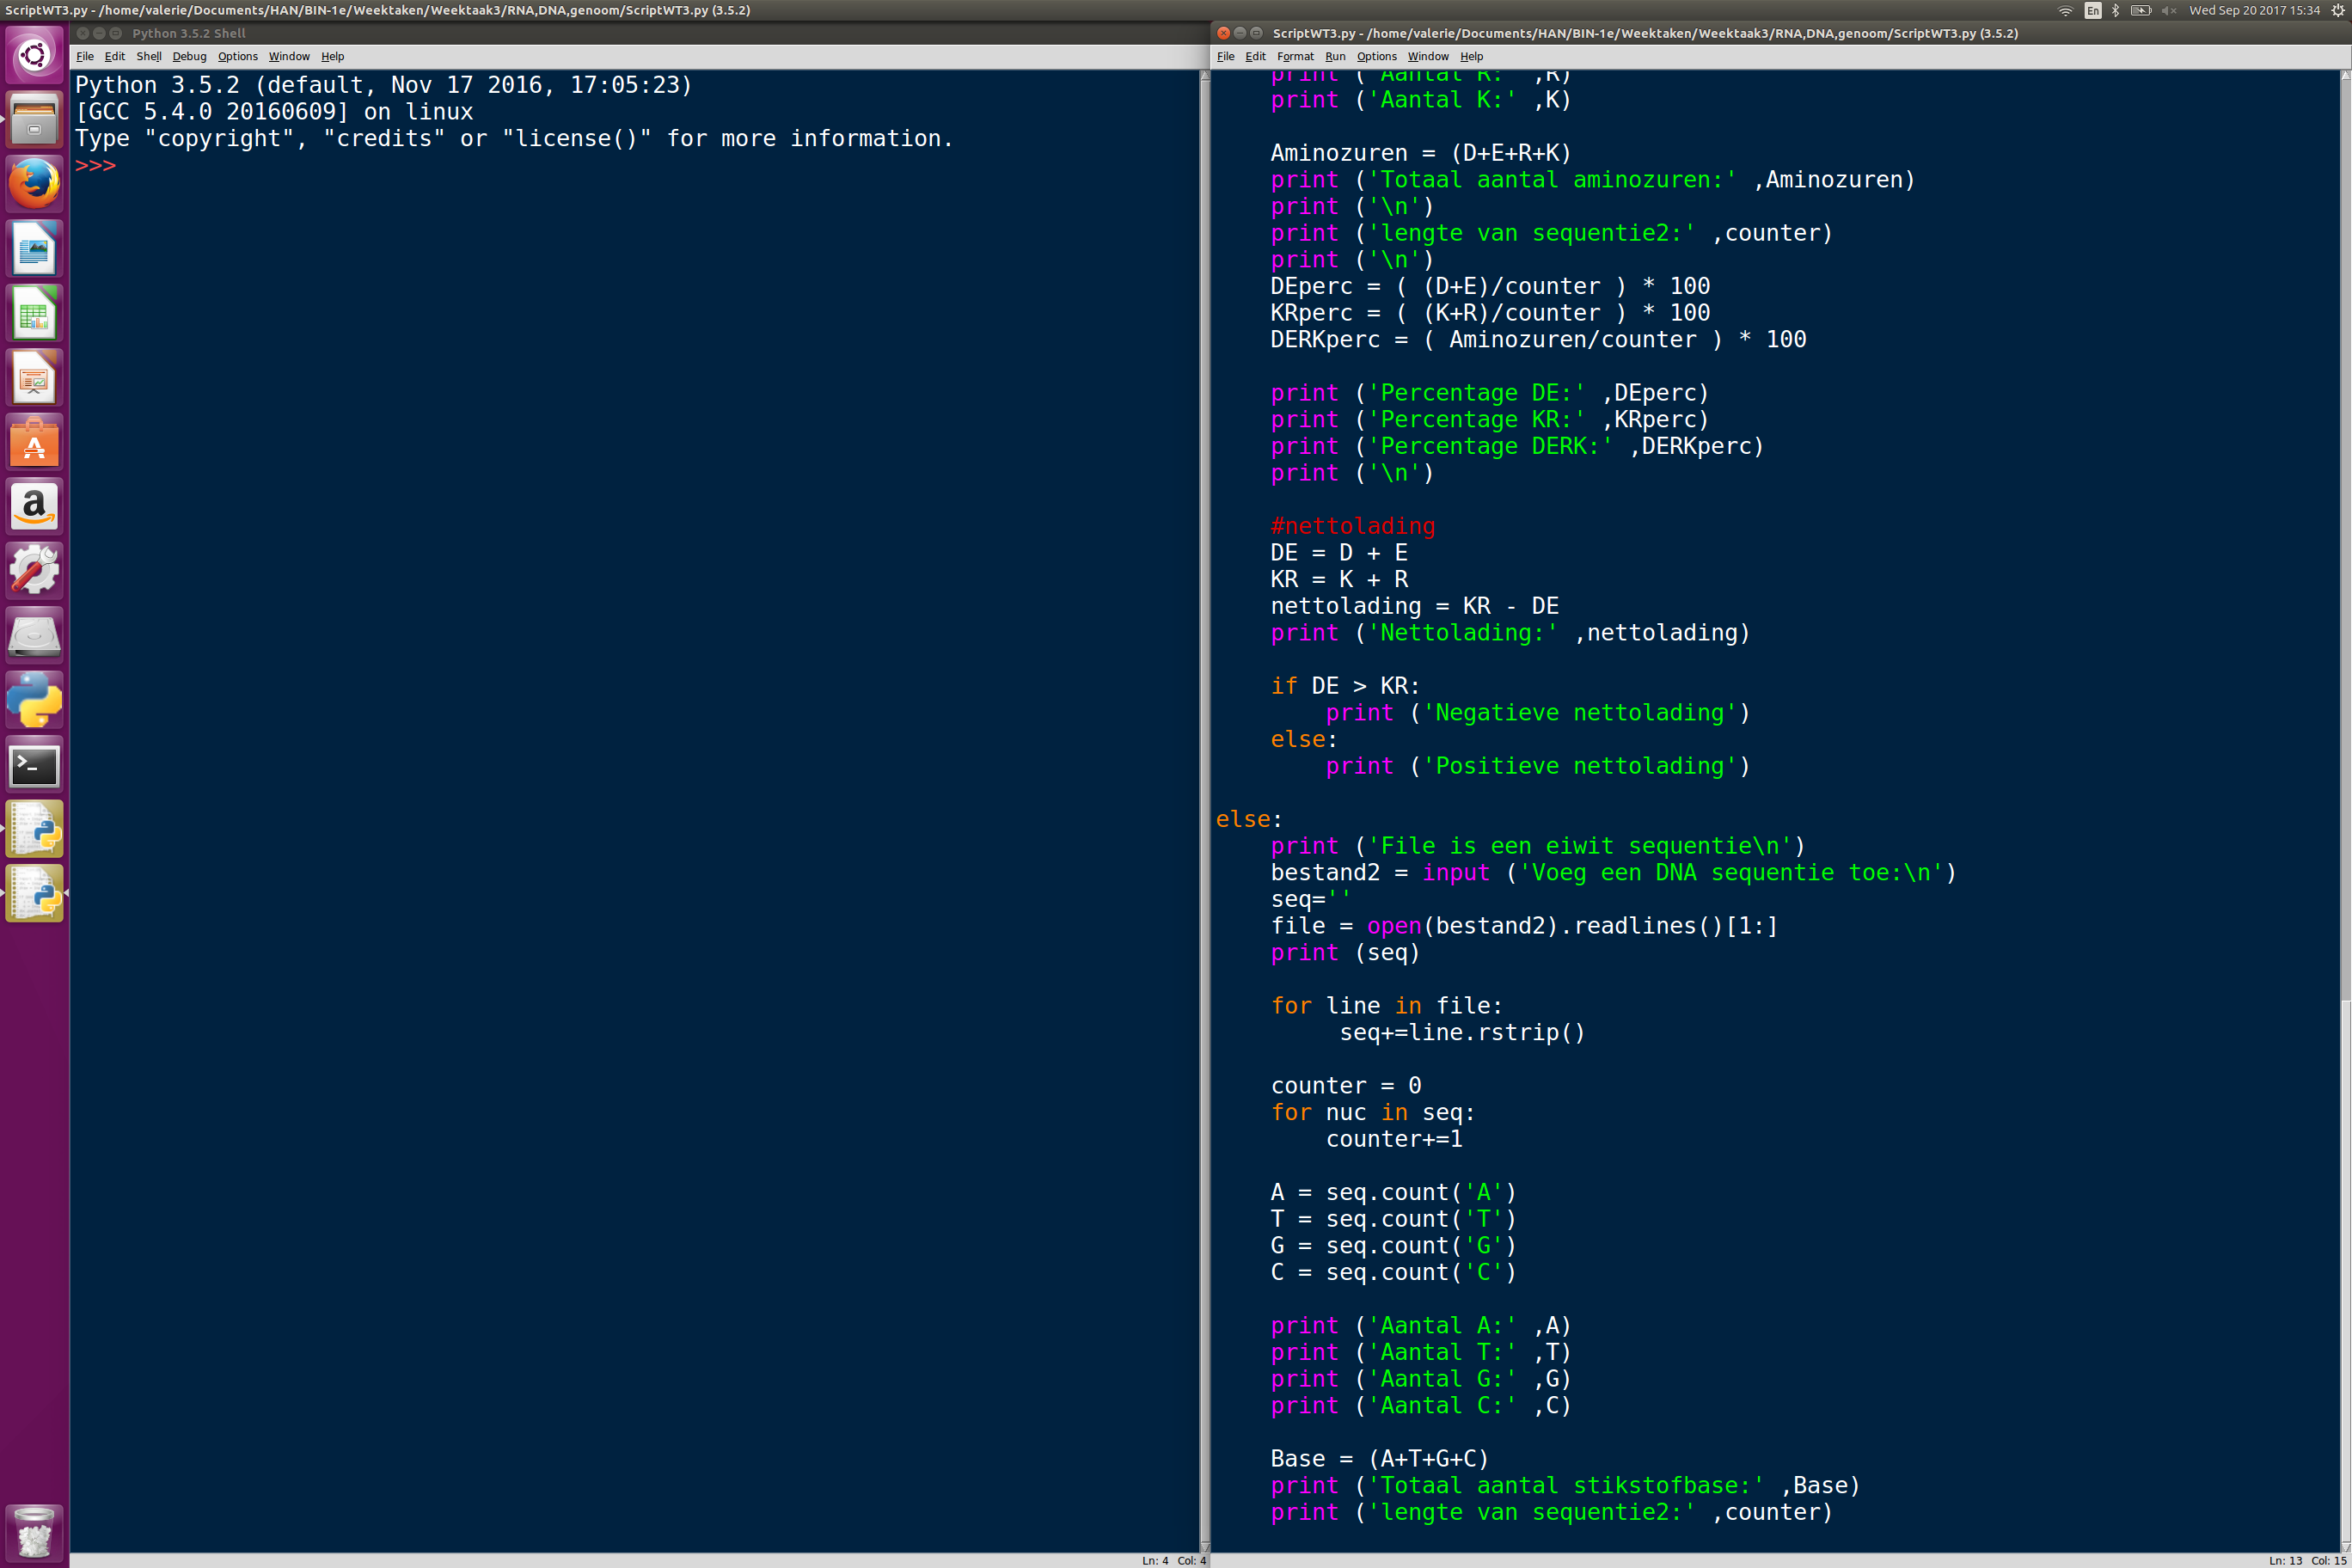 ScriptWT3.py - /home/valerie/Documents/HAN/BIN-1e/Weektaken/Weektaak3/RNA,DNA,genoom/ScriptWT3.py (3.5.2)
En
Wed Sep 20 2017 15:34
Python 3.5.2 Shell
File Edit Shell Debug Options Window Help
Python 3.5.2 (default, Nov 17 2016, 17:05:23)
[GCC 5.4.0 20160609] on linux
Type "copyright", "credits" or "license()" for more information.
>>>
Ln: 4 Col: 4
ScriptWT3.py - /home/valerie/Documents/HAN/BIN-1e/Weektaken/Weektaak3/RNA,DNA,genoom/ScriptWT3.py (3.5.2)
File Edit Format Run Options Window Help
    print ('Aantal R:' ,R)
    print ('Aantal K:' ,K)

    Aminozuren = (D+E+R+K)
    print ('Totaal aantal aminozuren:' ,Aminozuren)
    print ('\n')
    print ('lengte van sequentie2:' ,counter)
    print ('\n')
    DEperc = ( (D+E)/counter ) * 100
    KRperc = ( (K+R)/counter ) * 100
    DERKperc = ( Aminozuren/counter ) * 100

    print ('Percentage DE:' ,DEperc)
    print ('Percentage KR:' ,KRperc)
    print ('Percentage DERK:' ,DERKperc)
    print ('\n')

    #nettolading
    DE = D + E
    KR = K + R
    nettolading = KR - DE
    print ('Nettolading:' ,nettolading)

    if DE > KR:
        print ('Negatieve nettolading')
    else:
        print ('Positieve nettolading')

else:
    print ('File is een eiwit sequentie\n')
    bestand2 = input ('Voeg een DNA sequentie toe:\n')
    seq=''
    file = open(bestand2).readlines()[1:]
    print (seq)

    for line in file:
         seq+=line.rstrip()

    counter = 0
    for nuc in seq:
        counter+=1

    A = seq.count('A')
    T = seq.count('T')
    G = seq.count('G')
    C = seq.count('C')

    print ('Aantal A:' ,A)
    print ('Aantal T:' ,T)
    print ('Aantal G:' ,G)
    print ('Aantal C:' ,C)

    Base = (A+T+G+C)
    print ('Totaal aantal stikstofbase:' ,Base)
    print ('lengte van sequentie2:' ,counter)
Ln: 13 Col: 15